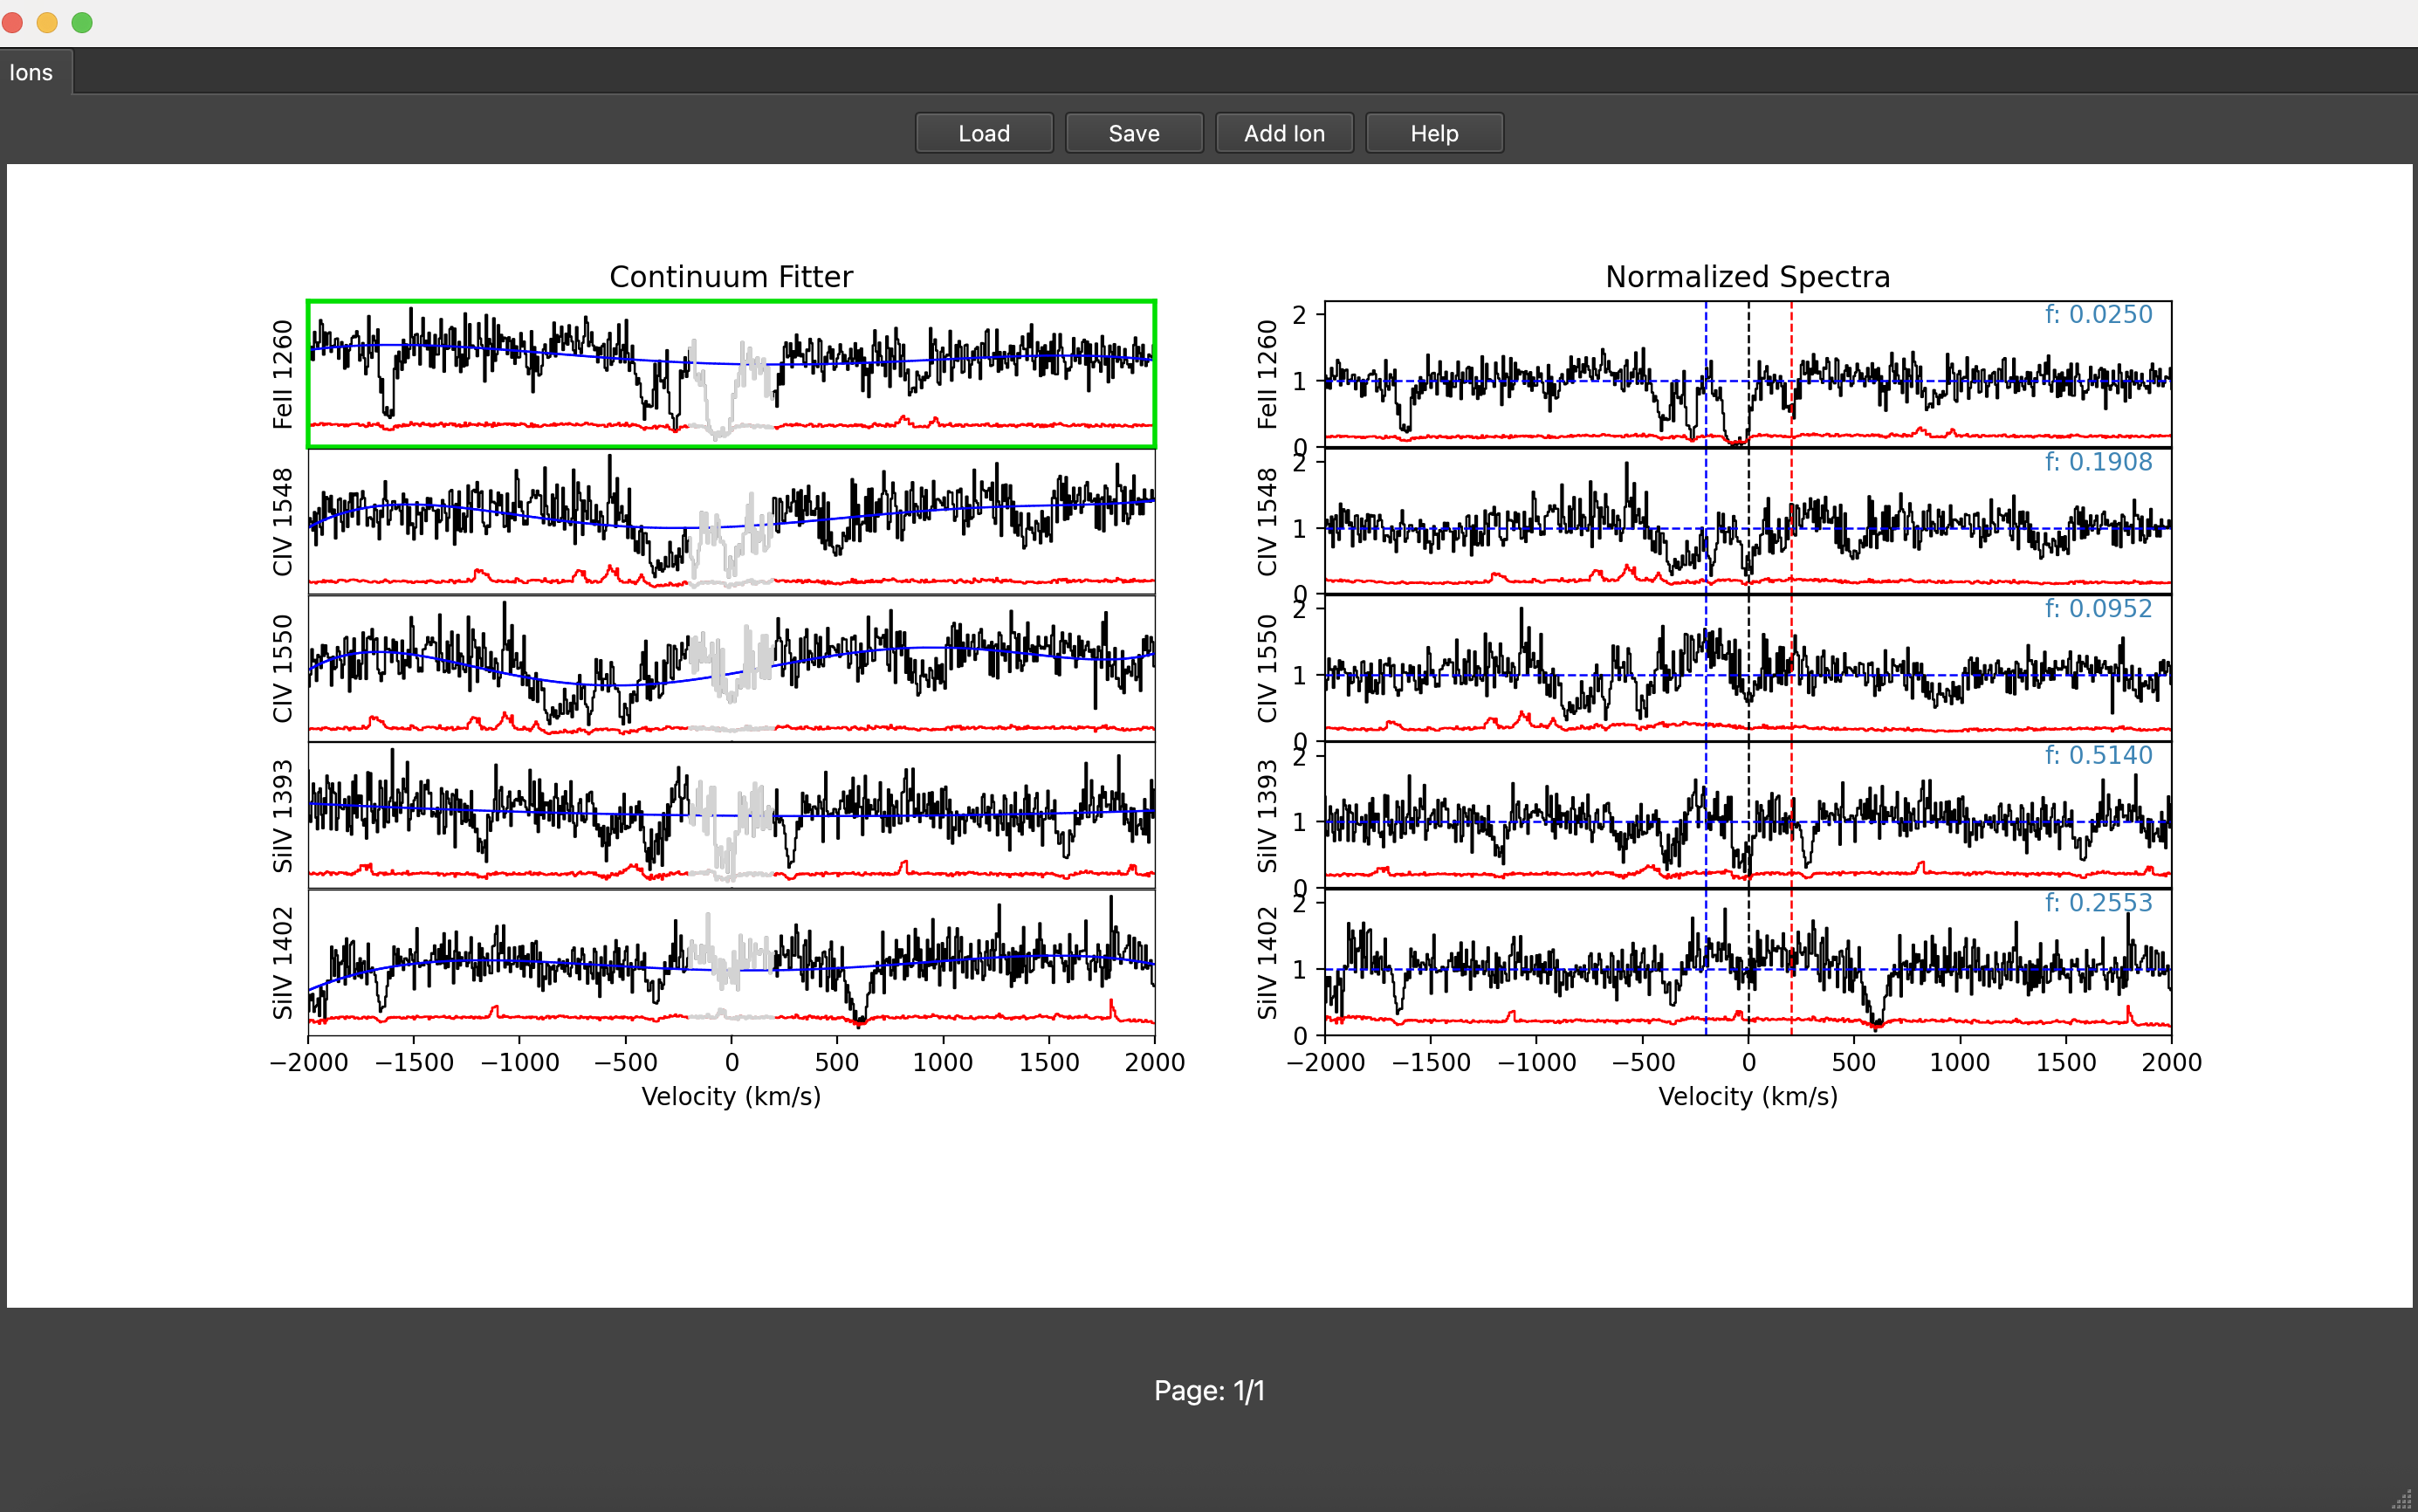 Ions
Load Save Add Ion Help
Continuum Fitter
FeII 1260
CIV 1548
CIV 1550
SiIV 1393
SiIV 1402
−2000 −1500 −1000 −500 0 500 1000 1500 2000
Velocity (km/s)
Normalized Spectra
FeII 1260
2
1
0
f: 0.0250
CIV 1548
2
1
0
f: 0.1908
CIV 1550
2
1
0
f: 0.0952
SiIV 1393
2
1
0
f: 0.5140
SiIV 1402
2
1
0
f: 0.2553
−2000 −1500 −1000 −500 0 500 1000 1500 2000
Velocity (km/s)
Page: 1/1